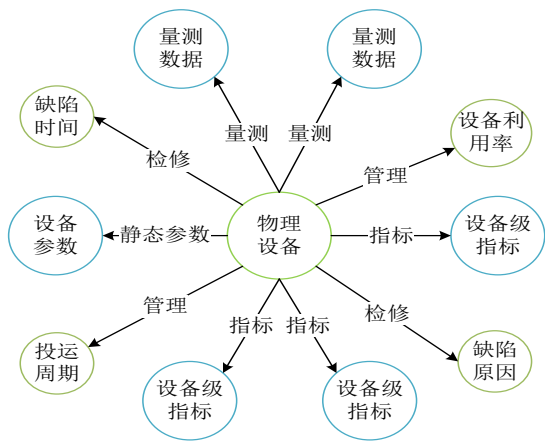 量测
数据
量测
数据
缺陷
时间
设备利
用率
量测
量测
检修
管理
设备
参数
静态参数
物理
设备
指标
设备级
指标
管理
指标
指标
检修
投运
周期
设备级
指标
设备级
指标
缺陷
原因